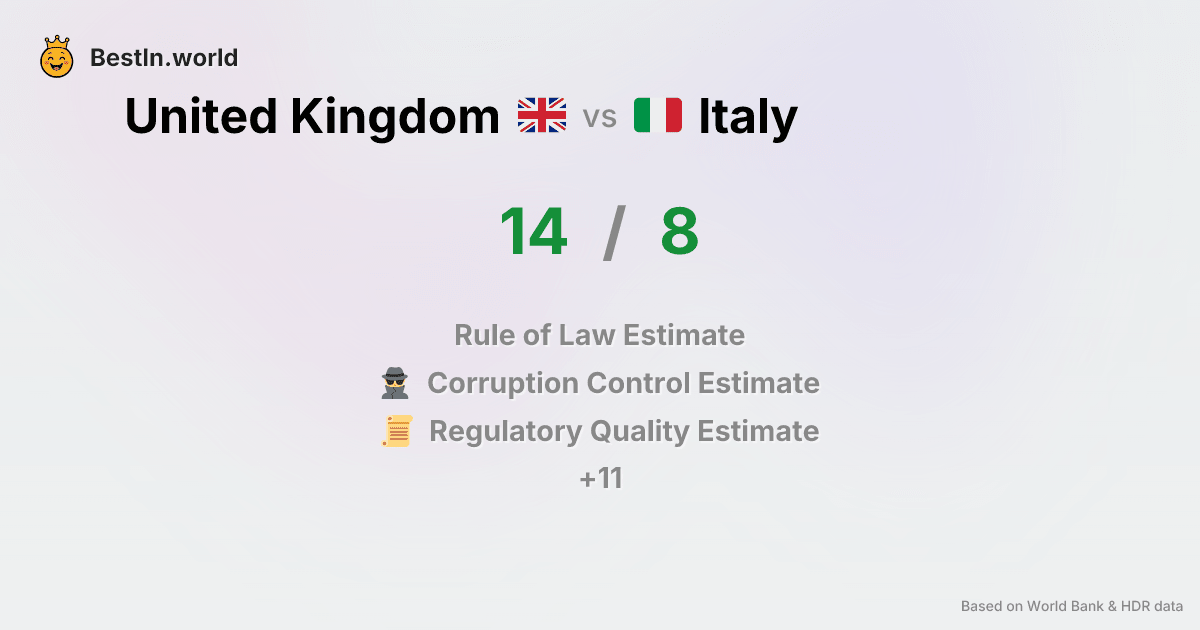 BestIn.world
United Kingdom vs Italy
14 / 8
Rule of Law Estimate
Corruption Control Estimate
Regulatory Quality Estimate
+11
Based on World Bank & HDR data